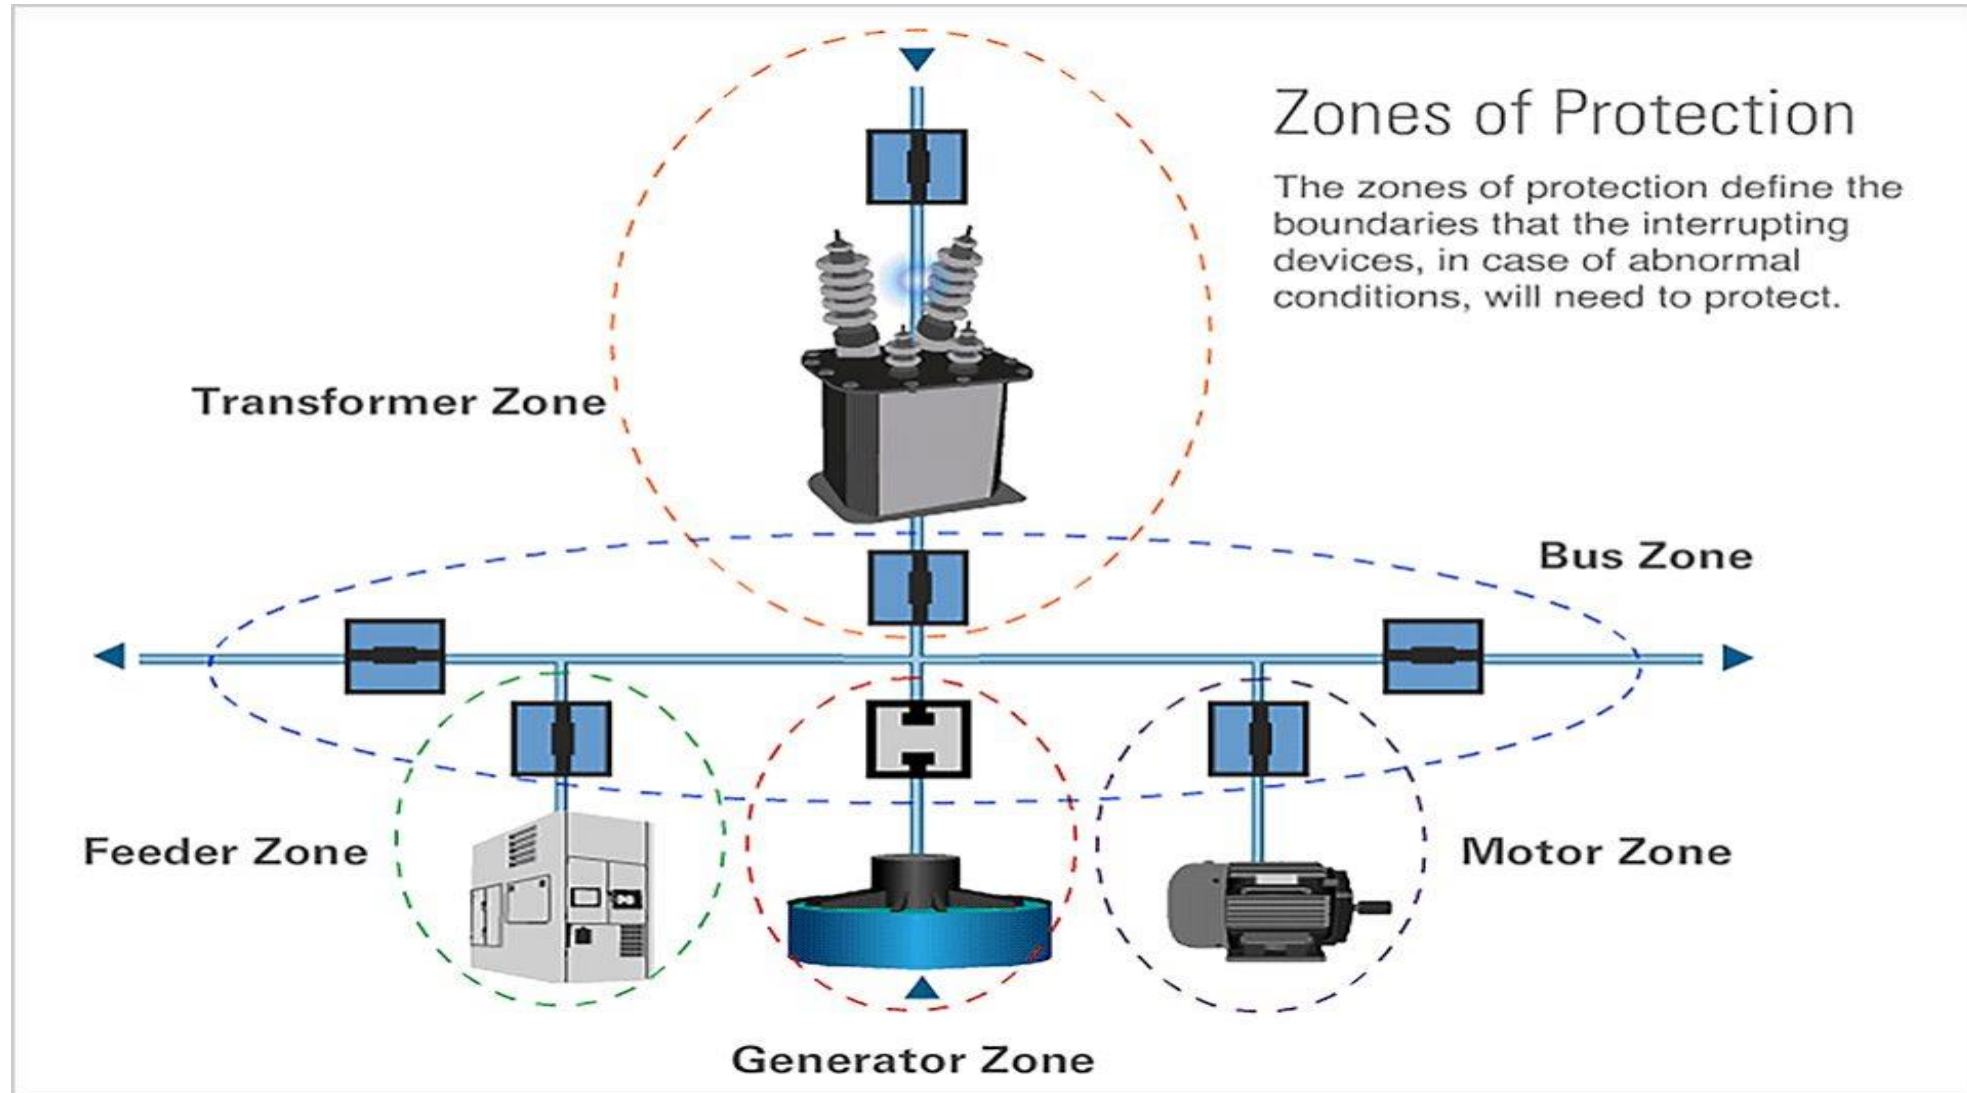 Zones of Protection
The zones of protection define the
boundaries that the interrupting
devices, in case of abnormal
conditions, will need to protect.
Transformer Zone
Bus Zone
Feeder Zone
Motor Zone
Generator Zone